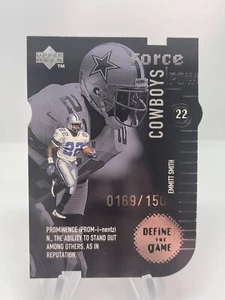 UPPER DECK
TM
Force
COWBOYS
22
EMMITT SMITH
0169/150
DEFINE THE GAME
PROMINENCE (PROM-i-nentz)
N. THE ABILITY TO STAND OUT
AMONG OTHERS, AS IN
REPUTATION.